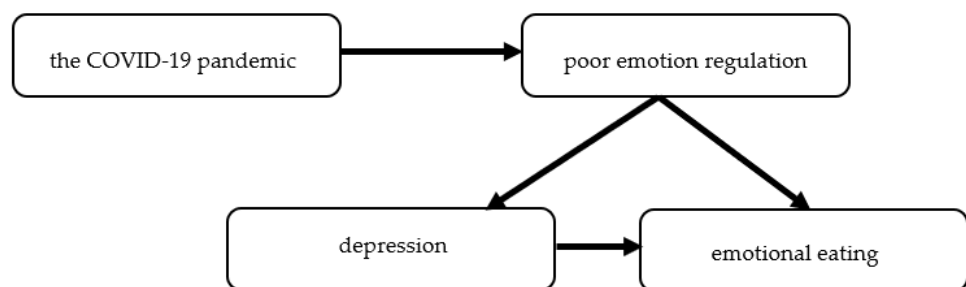 the COVID-19 pandemic
poor emotion regulation
depression
emotional eating